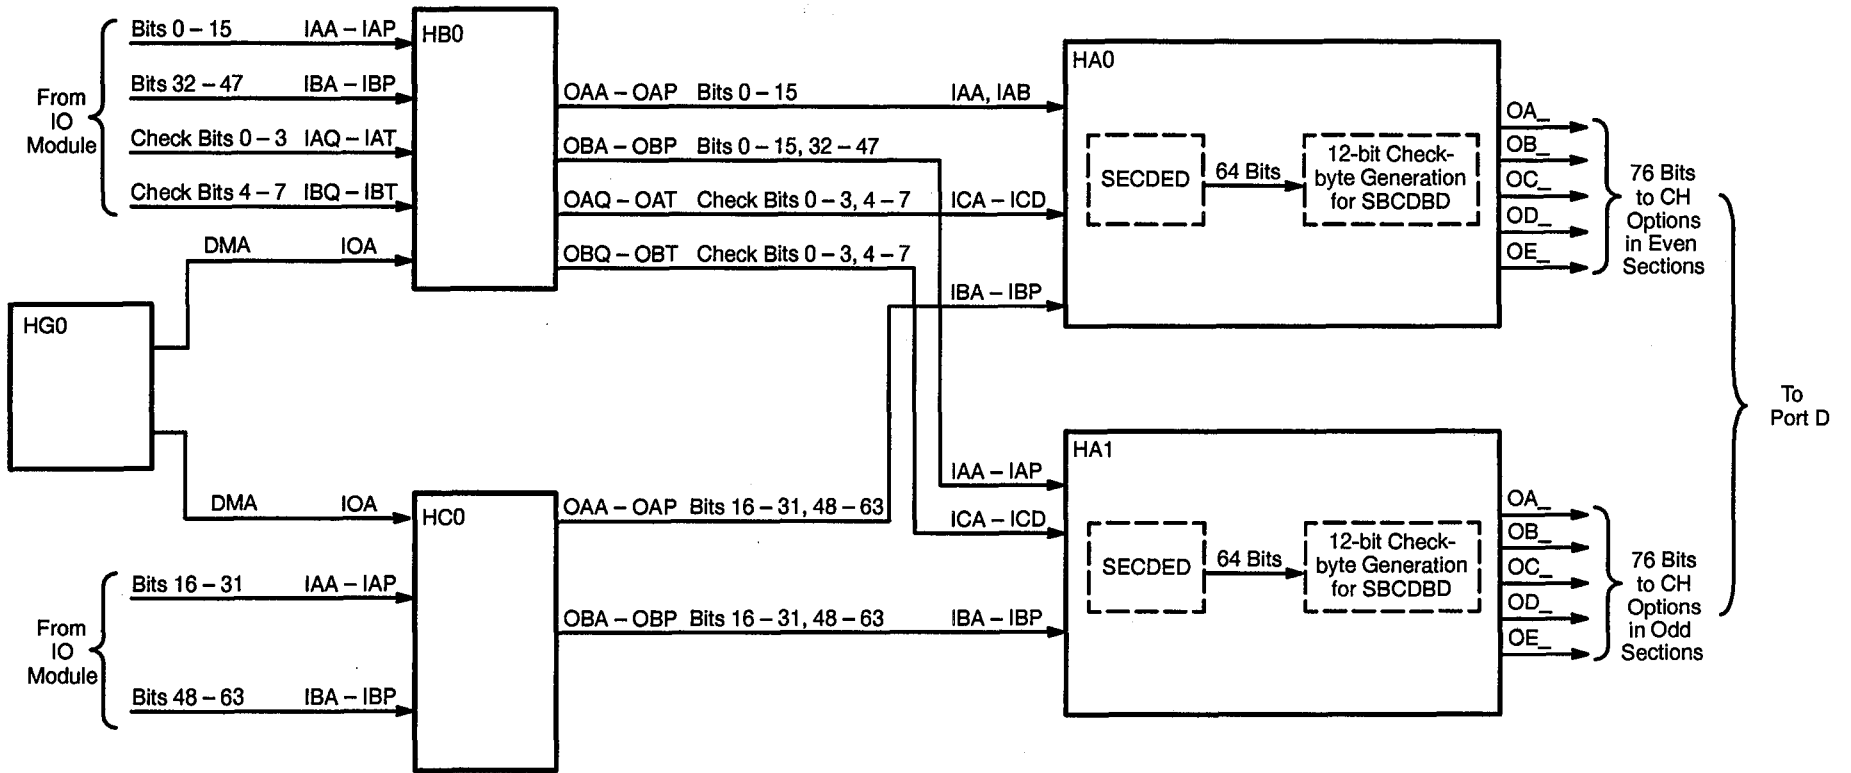 Bits 0 – 15 IAA – IAP
Bits 32 – 47 IBA – IBP
From
IO
Module
Check Bits 0 – 3 IAQ – IAT
Check Bits 4 – 7 IBQ – IBT
DMA IOA
HB0
OAA – OAP Bits 0 – 15 IAA, IAB
OBA – OBP Bits 0 – 15, 32 – 47
OAQ – OAT Check Bits 0 – 3, 4 – 7 ICA – ICD
OBQ – OBT Check Bits 0 – 3, 4 – 7
IBA – IBP
HA0
SECDED
64 Bits
12-bit Check-
byte Generation
for SBCDBD
OA_
OB_
OC_
OD_
OE_
76 Bits
to CH
Options
in Even
Sections
HG0
To
Port D
DMA IOA
HC0
OAA – OAP Bits 16 – 31, 48 – 63
OBA – OBP Bits 16 – 31, 48 – 63 IBA – IBP
IAA – IAP
ICA – ICD
HA1
SECDED
64 Bits
12-bit Check-
byte Generation
for SBCDBD
OA_
OB_
OC_
OD_
OE_
76 Bits
to CH
Options
in Odd
Sections
Bits 16 – 31 IAA – IAP
From
IO
Module
Bits 48 – 63 IBA – IBP